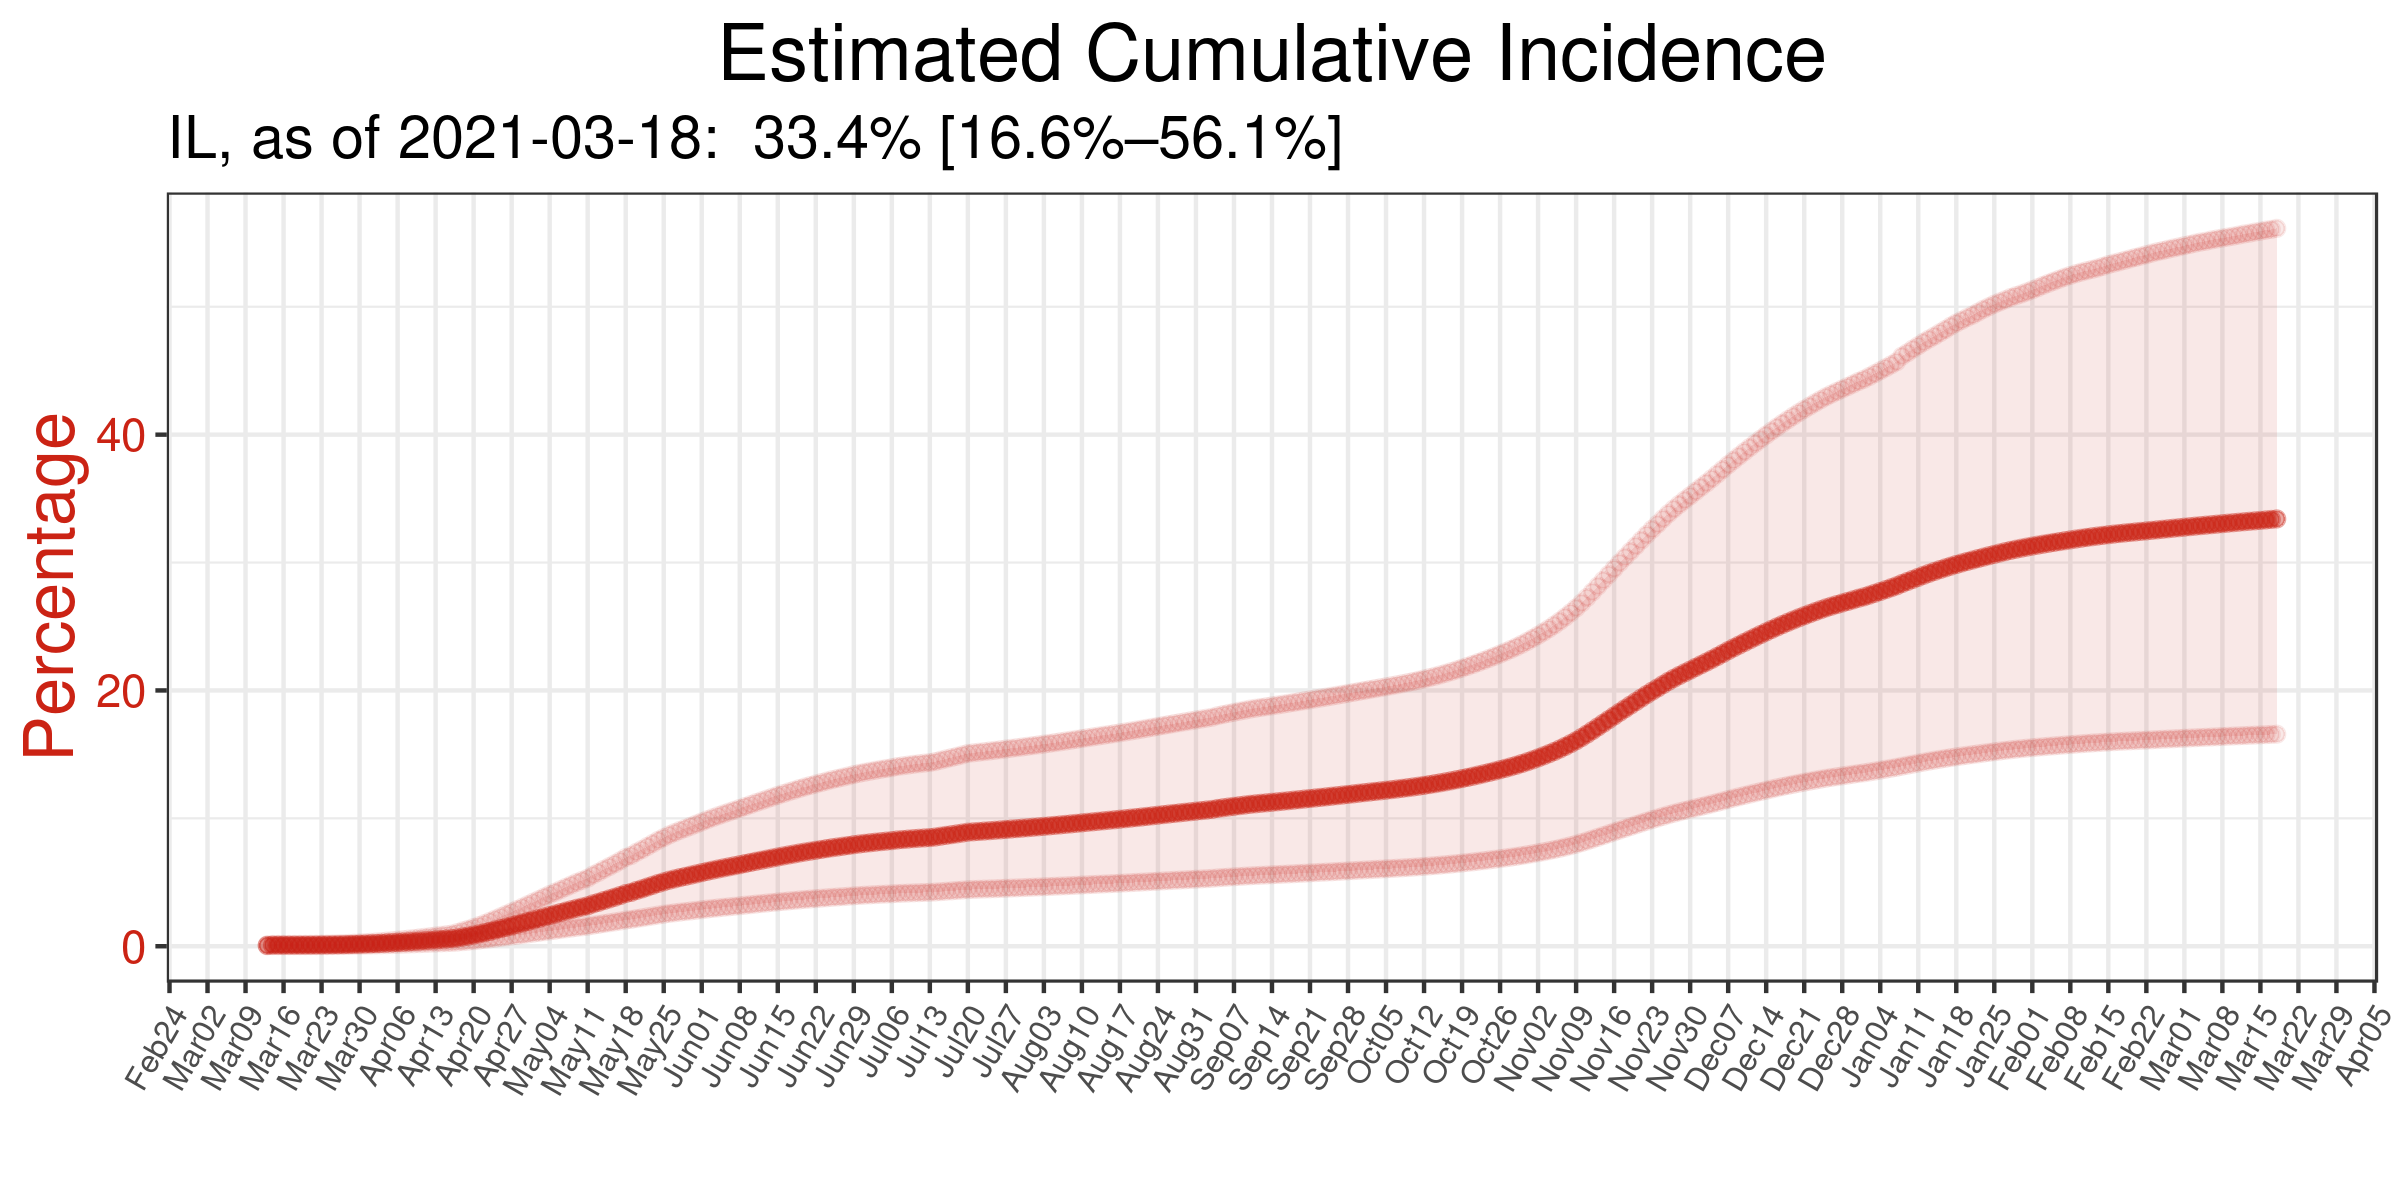 Estimated Cumulative Incidence
IL, as of 2021-03-18:  33.4% [16.6%–56.1%]
Percentage
40
20
0
Feb24
Mar02
Mar09
Mar16
Mar23
Mar30
Apr06
Apr13
Apr20
Apr27
May04
May11
May18
May25
Jun01
Jun08
Jun15
Jun22
Jun29
Jul06
Jul13
Jul20
Jul27
Aug03
Aug10
Aug17
Aug24
Aug31
Sep07
Sep14
Sep21
Sep28
Oct05
Oct12
Oct19
Oct26
Nov02
Nov09
Nov16
Nov23
Nov30
Dec07
Dec14
Dec21
Dec28
Jan04
Jan11
Jan18
Jan25
Feb01
Feb08
Feb15
Feb22
Mar01
Mar08
Mar15
Mar22
Mar29
Apr05